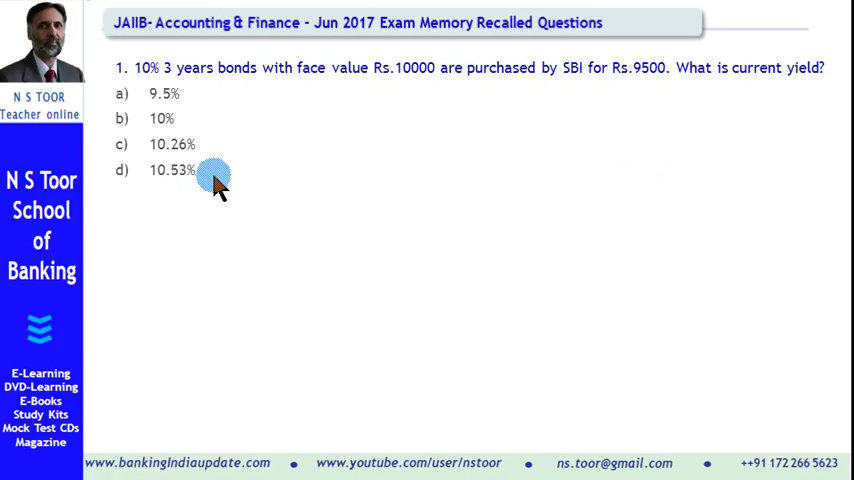 JAIIB- Accounting & Finance - Jun 2017 Exam Memory Recalled Questions
N S TOOR
Teacher online
1. 10% 3 years bonds with face value Rs.10000 are purchased by SBI for Rs.9500. What is current yield?
a) 9.5%
b) 10%
c) 10.26%
d) 10.53%
N S Toor
School
of
Banking
E-Learning
DVD-Learning
E-Books
Study Kits
Mock Test CDs
Magazine
www.bankingIndiaupdate.com • www.youtube.com/user/nstoor • ns.toor@gmail.com • ++91 172 266 5623